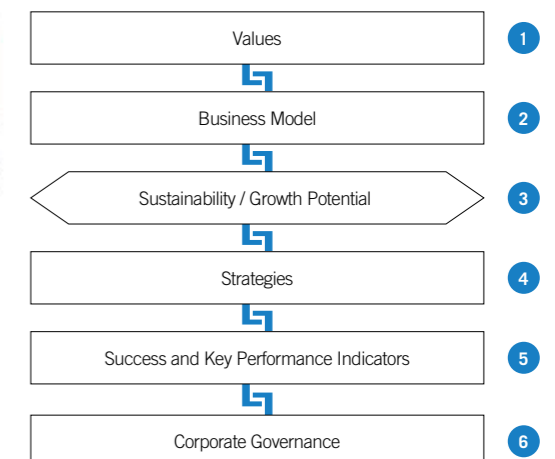 Values 1
Business Model 2
Sustainability / Growth Potential 3
Strategies 4
Success and Key Performance Indicators 5
Corporate Governance 6